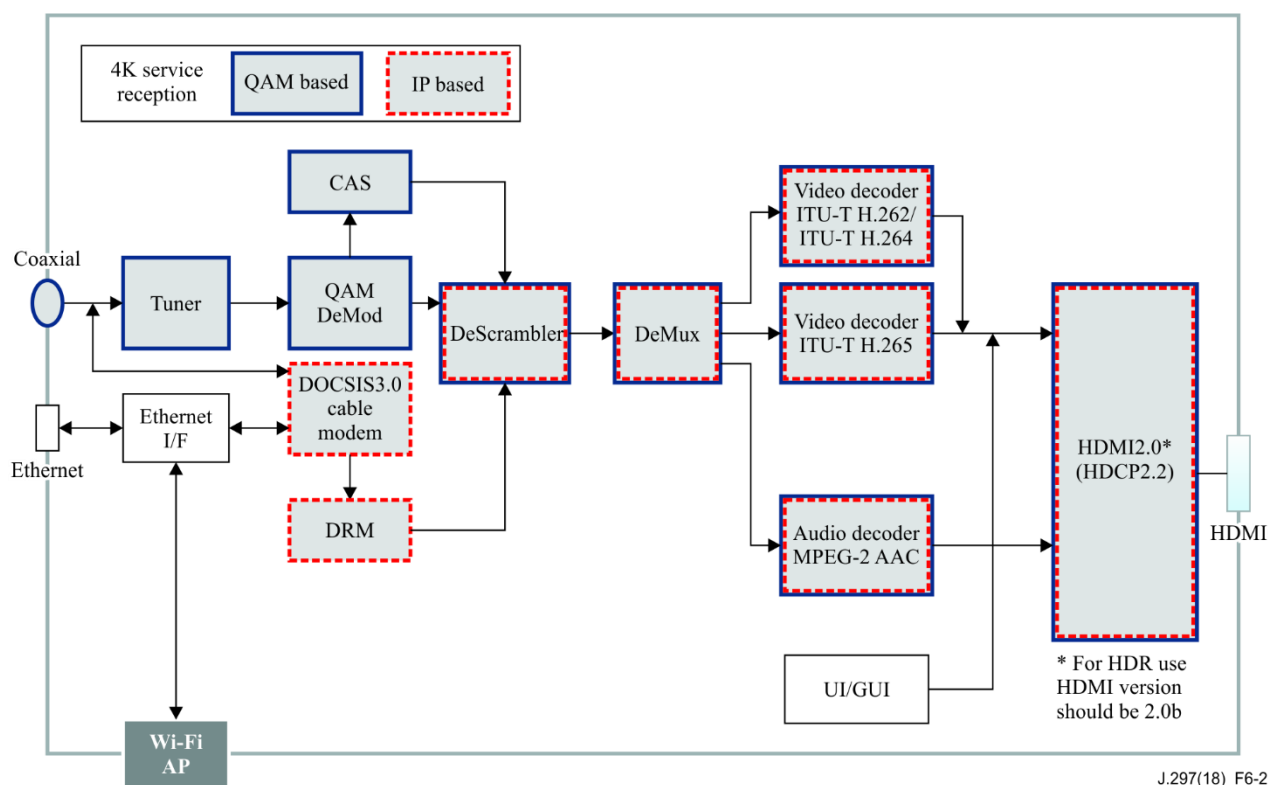 4K service
reception
QAM based
IP based
CAS
Video decoder
ITU-T H.262/
ITU-T H.264
Coaxial
Tuner
QAM
DeMod
DeScrambler
DeMux
Video decoder
ITU-T H.265
DOCSIS3.0
cable
modem
Ethernet
I/F
Ethernet
HDMI2.0*
(HDCP2.2)
HDMI
DRM
Audio decoder
MPEG-2 AAC
UI/GUI
* For HDR use
HDMI version
should be 2.0b
Wi-Fi
AP
J.297(18)_F6-2